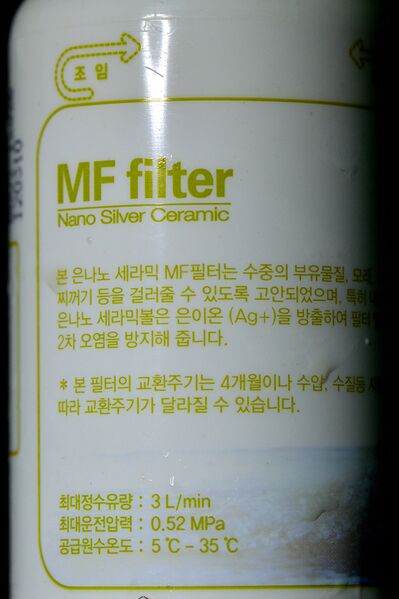 조임
MF filter
Nano Silver Ceramic
본 은나노 세라믹 MF필터는 수중의 부유물질, 모래,
찌꺼기 등을 걸러줄 수 있도록 고안되었으며, 특히
은나노 세라믹볼은 은이온 (Ag+)을 방출하여 필터
2차 오염을 방지해 줍니다.
* 본 필터의 교환주기는 4개월이나 수압, 수질등
따라 교환주기가 달라질 수 있습니다.
최대정수유량 : 3 L/min
최대운전압력 : 0.52 MPa
공급원수온도 : 5℃ - 35℃
120310